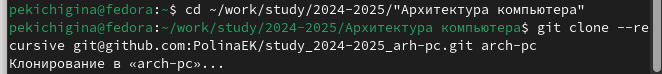 pekichigina@fedora:~$ cd ~/work/study/2024-2025/"Архитектура компьютера"
pekichigina@fedora:~/work/study/2024-2025/Архитектура компьютера$ git clone --re
cursive git@github.com:PolinaEK/study_2024-2025_arh-pc.git arch-pc
Клонирование в «arch-pc»...